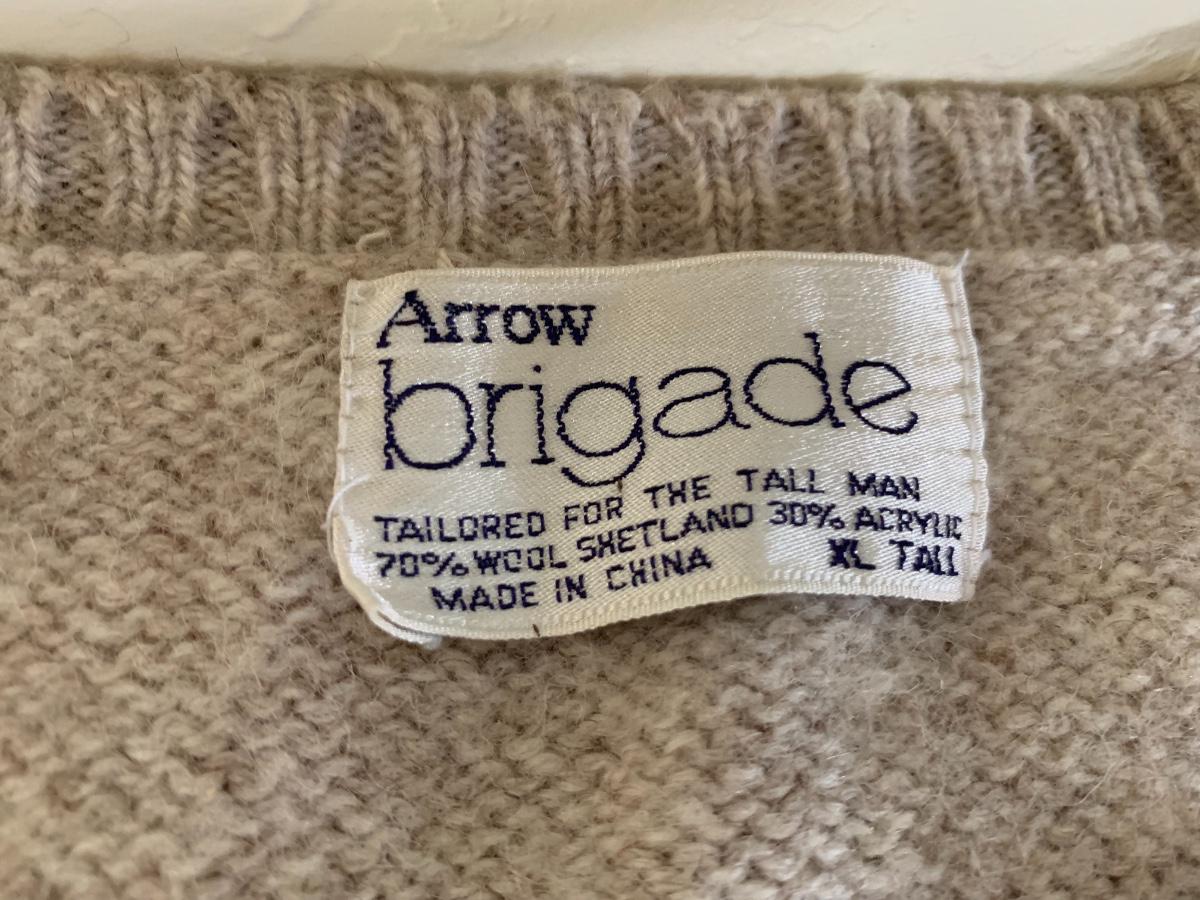 Arrow
brigade
TAILORED FOR THE TALL MAN
70% WOOL SHETLAND 30% ACRYLIC
MADE IN CHINA XL TALL